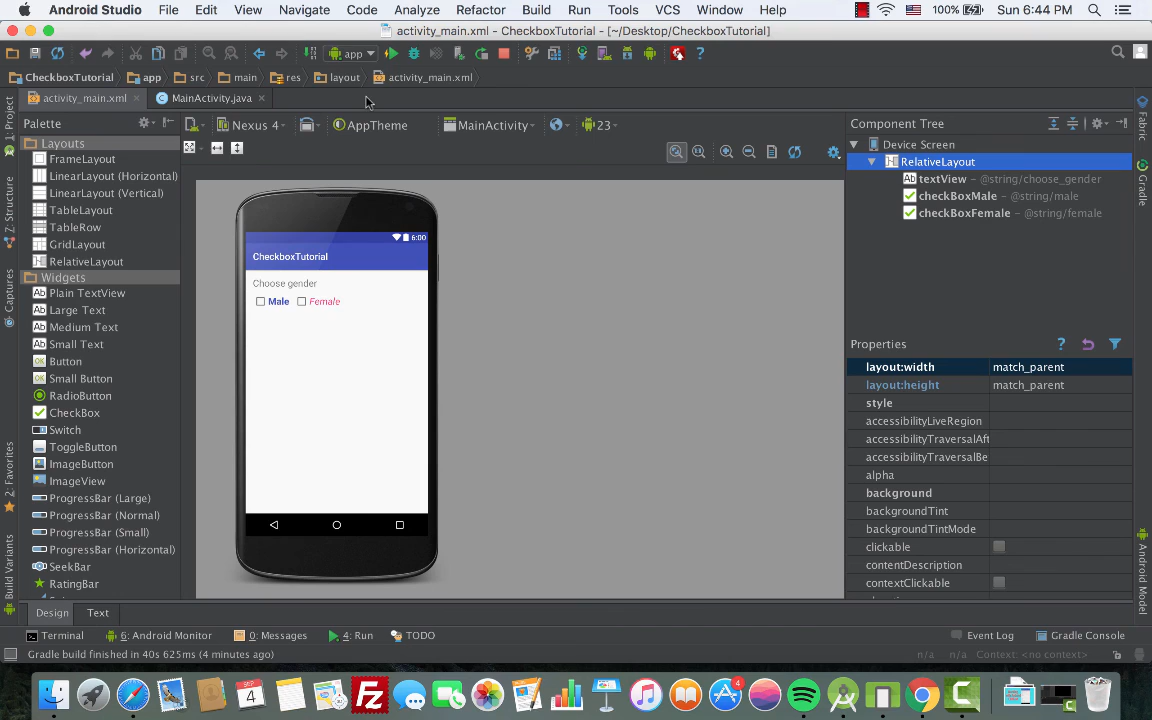 Android Studio File Edit View Navigate Code Analyze Refactor Build Run Tools VCS Window Help 100% Sun 6:44 PM
activity_main.xml - CheckboxTutorial - [~/Desktop/CheckboxTutorial]
app
CheckboxTutorial app src main res layout activity_main.xml
activity_main.xml MainActivity.java
Palette Nexus 4 AppTheme MainActivity 23 Component Tree
Layouts
FrameLayout
LinearLayout (Horizontal)
LinearLayout (Vertical)
TableLayout
TableRow
GridLayout
RelativeLayout
Widgets
Plain TextView
Large Text
Medium Text
Small Text
Button
Small Button
RadioButton
CheckBox
Switch
ToggleButton
ImageButton
ImageView
ProgressBar (Large)
ProgressBar (Normal)
ProgressBar (Small)
ProgressBar (Horizontal)
SeekBar
RatingBar
6:00
CheckboxTutorial
Choose gender
Male Female
Device Screen
RelativeLayout
textView - @string/choose_gender
checkBoxMale - @string/male
checkBoxFemale - @string/female
Properties
layout:width match_parent
layout:height match_parent
style
accessibilityLiveRegion
accessibilityTraversalAft
accessibilityTraversalBe
alpha
background
backgroundTint
backgroundTintMode
clickable
contentDescription
contextClickable
1: Project
Z: Structure
Captures
2: Favorites
Build Variants
Fabric
Gradle
Android Model
Design Text
Terminal 6: Android Monitor 0: Messages 4: Run TODO Event Log Gradle Console
Gradle build finished in 40s 625ms (4 minutes ago) n/a n/a Context: <no context>
SEP
4
4